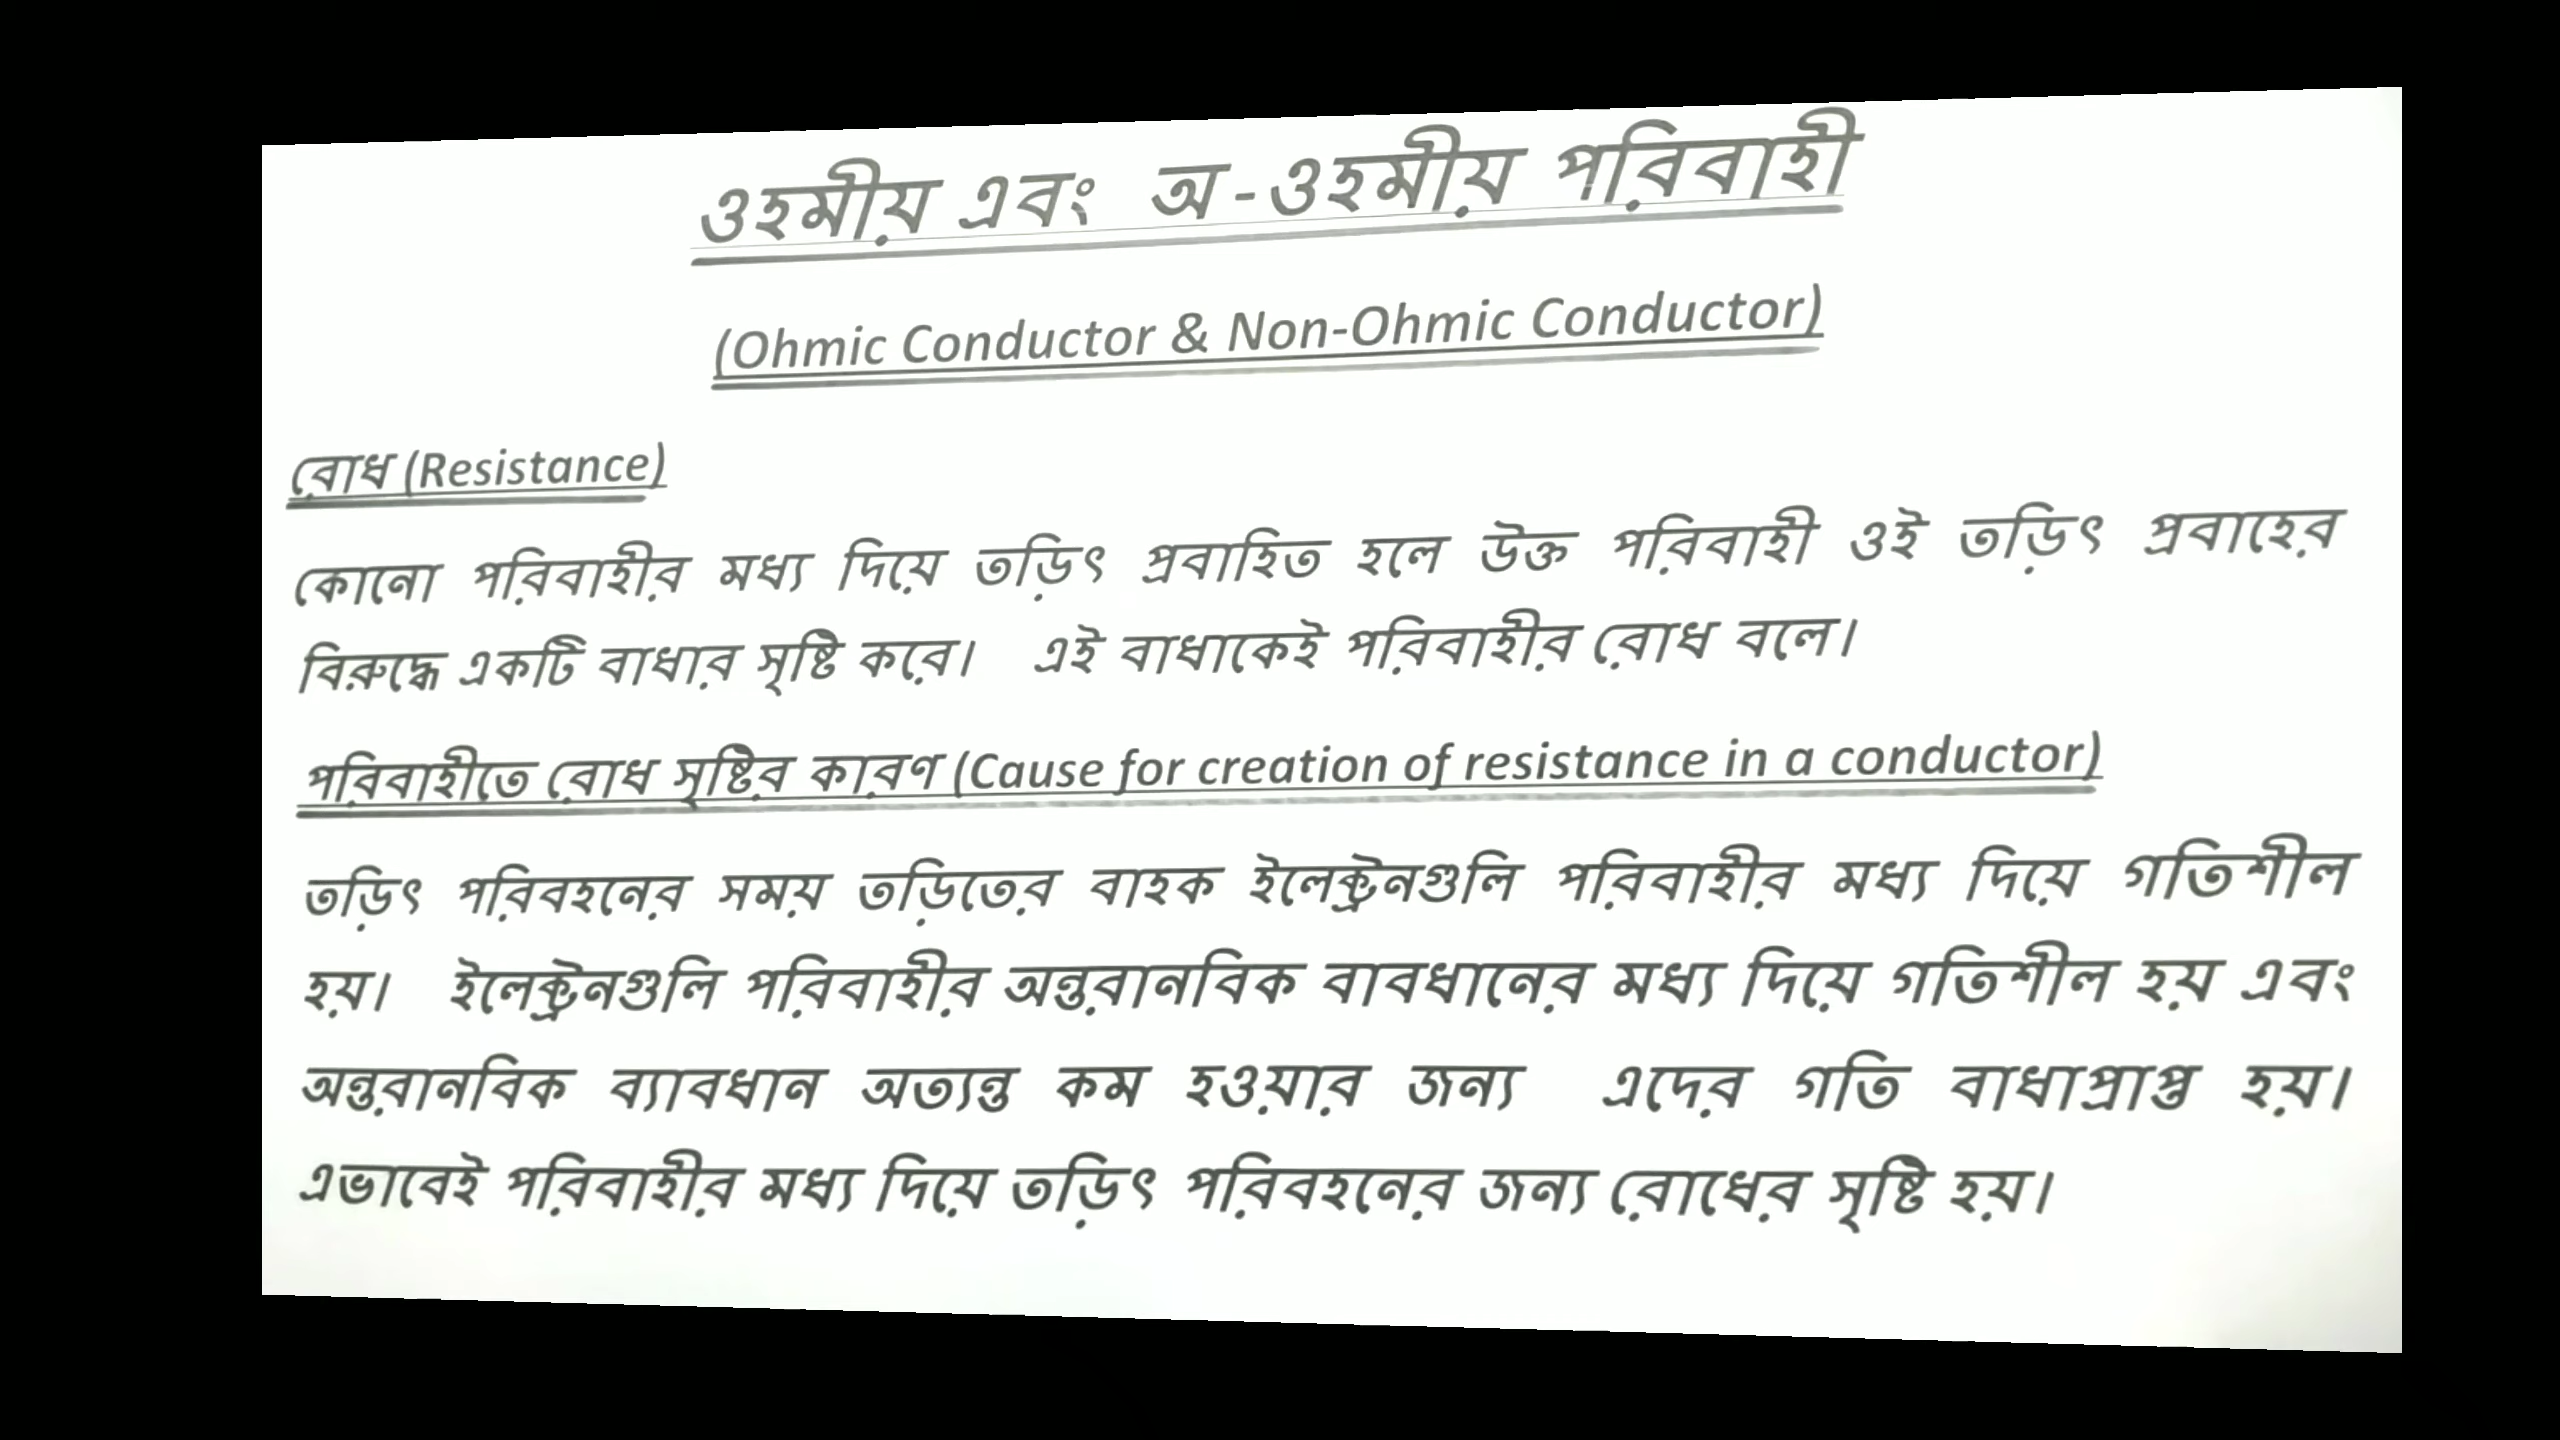 ওহমীয় এবং অ-ওহমীয় পরিবাহী
(Ohmic Conductor & Non-Ohmic Conductor)
রোধ (Resistance)
কোনো পরিবাহীর মধ্য দিয়ে তড়িৎ প্রবাহিত হলে উক্ত পরিবাহী ওই তড়িৎ প্রবাহের
বিরুদ্ধে একটি বাধার সৃষ্টি করে। এই বাধাকেই পরিবাহীর রোধ বলে।
পরিবাহীতে রোধ সৃষ্টির কারণ (Cause for creation of resistance in a conductor)
তড়িৎ পরিবহনের সময় তড়িতের বাহক ইলেক্ট্রনগুলি পরিবাহীর মধ্য দিয়ে গতিশীল
হয়। ইলেক্ট্রনগুলি পরিবাহীর অন্তরানবিক বাবধানের মধ্য দিয়ে গতিশীল হয় এবং
অন্তরানবিক ব্যাবধান অত্যন্ত কম হওয়ার জন্য এদের গতি বাধাপ্রাপ্ত হয়।
এভাবেই পরিবাহীর মধ্য দিয়ে তড়িৎ পরিবহনের জন্য রোধের সৃষ্টি হয়।